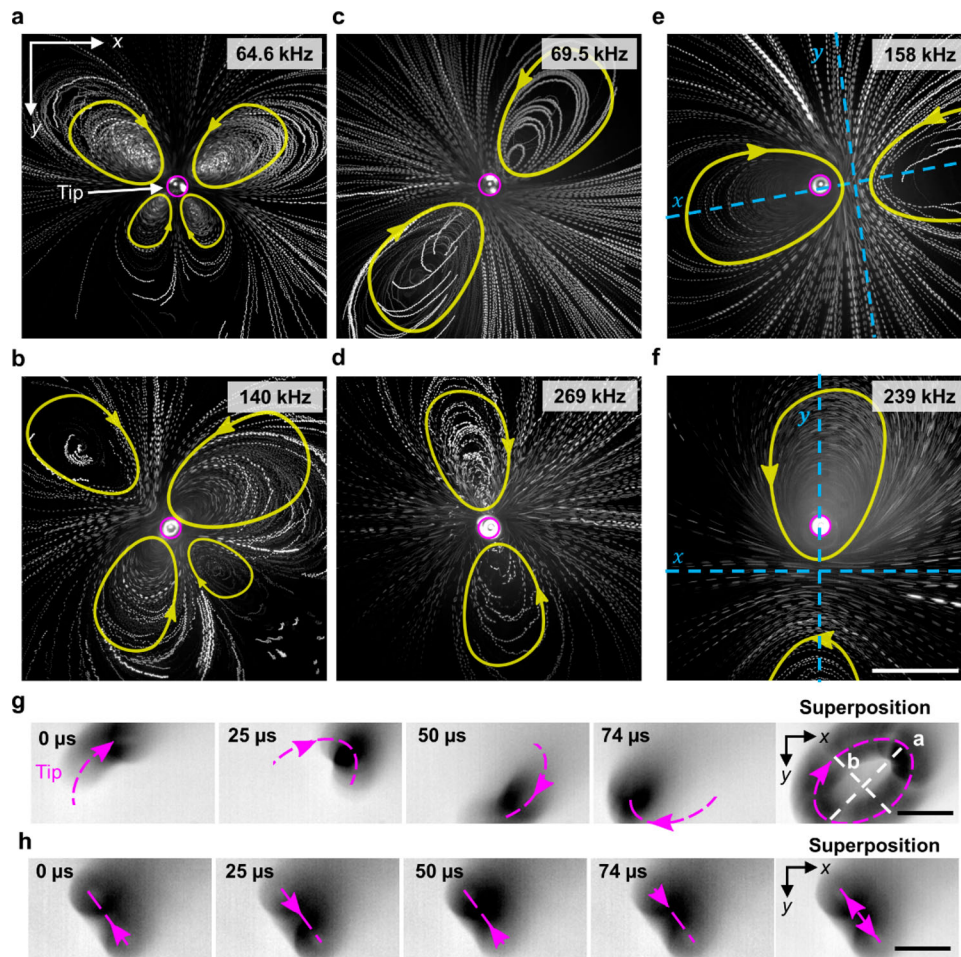 a
x
y
64.6 kHz
Tip
c
69.5 kHz
e
y
158 kHz
x
b
140 kHz
d
269 kHz
f
y
239 kHz
x
g
0 µs
Tip
25 µs
50 µs
74 µs
Superposition
x
y
a
b
h
0 µs
25 µs
50 µs
74 µs
Superposition
x
y